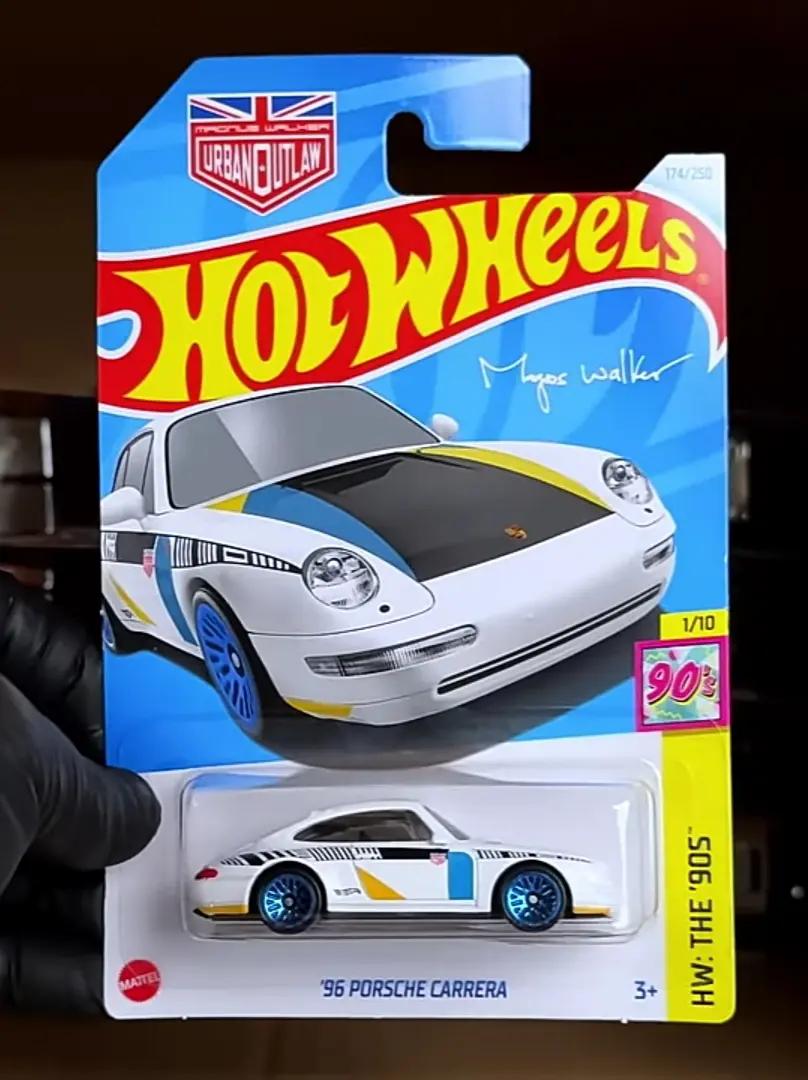 MAGNUS WALKER
URBAN OUTLAW
174/250
HOT WHEELS
Magnus Walker
1/10
90's
HW: THE '90S™
MATTEL
'96 PORSCHE CARRERA
3+